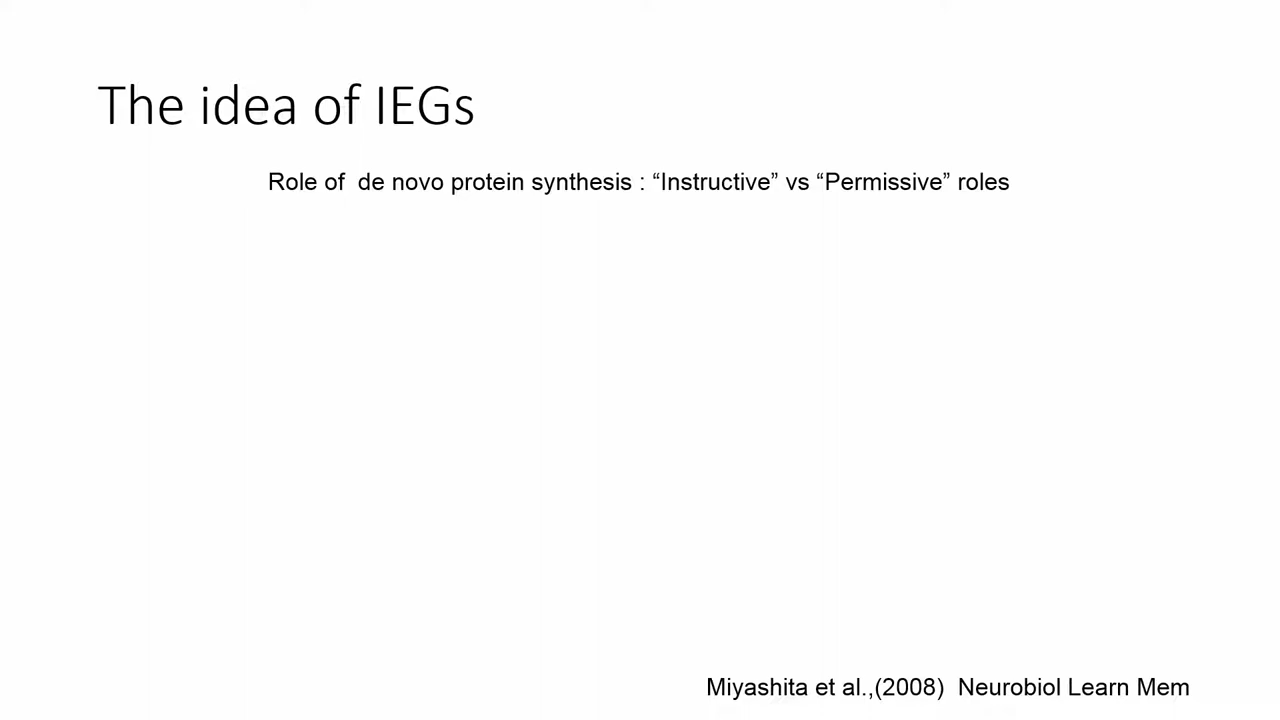 The idea of IEGs
Role of  de novo protein synthesis : “Instructive” vs “Permissive” roles
Miyashita et al.,(2008)  Neurobiol Learn Mem